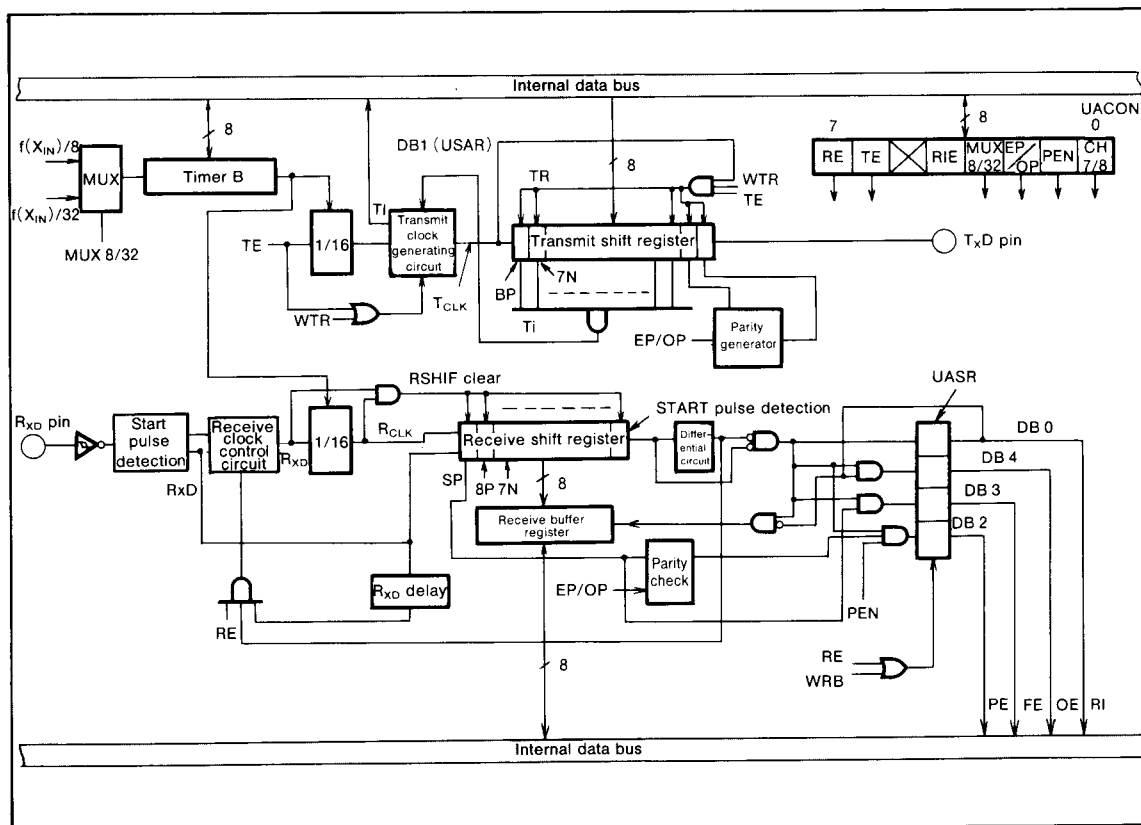 Internal data bus
UACON
7
0
8
8
8
RE TE RIE MUX 8/32 EP/OP PEN CH 7/8
f(XIN)/8
f(XIN)/32
MUX
Timer B
MUX 8/32
DB1 (USAR)
TR
WTR
TE
TI
TE
1/16
Transmit clock generating circuit
Transmit shift register
TXD pin
BP
7N
TCLK
WTR
Ti
EP/OP
Parity generator
RSHIF clear
UASR
RXD pin
Start pulse detection
Receive clock control circuit
RXD
1/16
RCLK
Receive shift register
START pulse detection
Differential circuit
DB 0
DB 4
DB 3
DB 2
RxD
SP
8P
7N
8
Receive buffer register
Parity check
EP/OP
RXD delay
RE
PEN
RE
WRB
8
PE
FE
OE
RI
Internal data bus